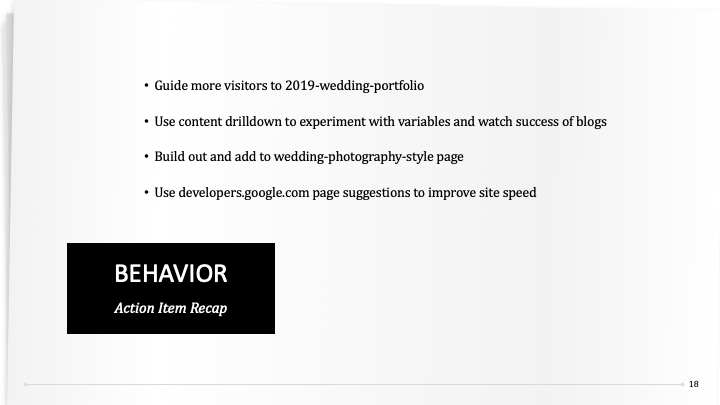 • Guide more visitors to 2019-wedding-portfolio
• Use content drilldown to experiment with variables and watch success of blogs
• Build out and add to wedding-photography-style page
• Use developers.google.com page suggestions to improve site speed
BEHAVIOR
Action Item Recap
18